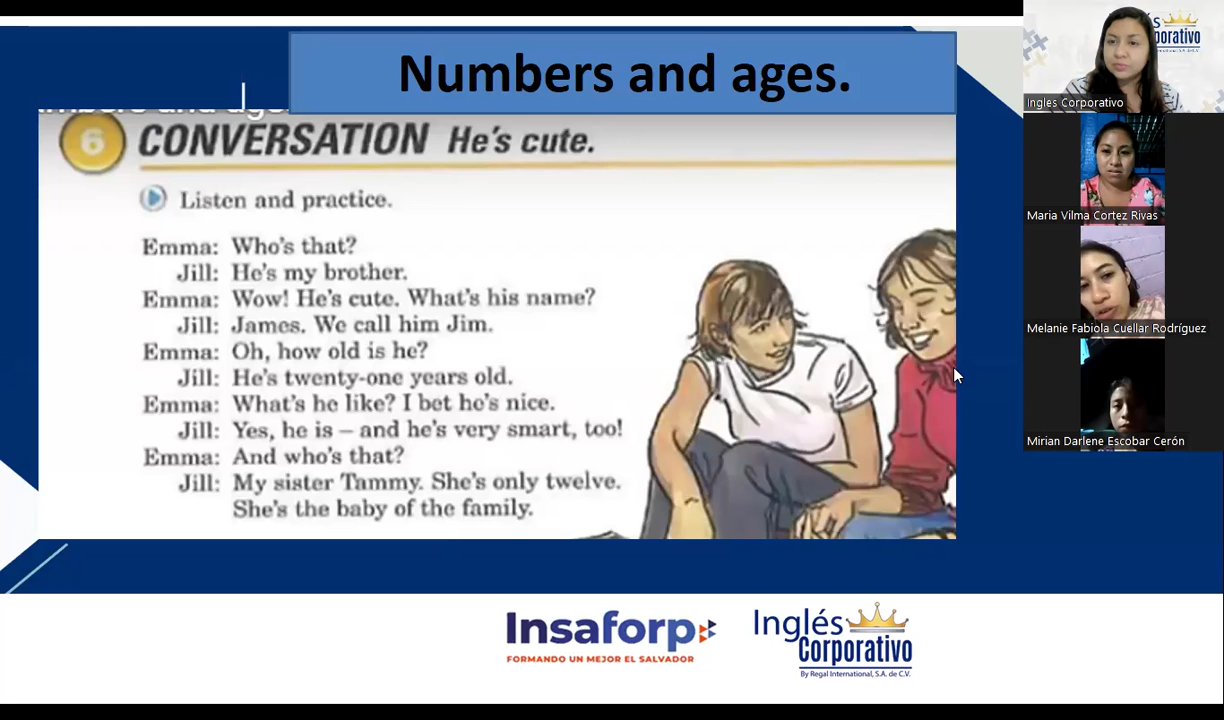 Numbers and ages.
6 CONVERSATION He's cute.
Listen and practice.
Emma: Who's that?
Jill: He's my brother.
Emma: Wow! He's cute. What's his name?
Jill: James. We call him Jim.
Emma: Oh, how old is he?
Jill: He's twenty-one years old.
Emma: What's he like? I bet he's nice.
Jill: Yes, he is – and he's very smart, too!
Emma: And who's that?
Jill: My sister Tammy. She's only twelve.
She's the baby of the family.
Insaforp
FORMANDO UN MEJOR EL SALVADOR
Inglés
Corporativo
By Regal International, S.A. de C.V.
Ingles Corporativo
Maria Vilma Cortez Rivas
Melanie Fabiola Cuellar Rodríguez
Mirian Darlene Escobar Cerón